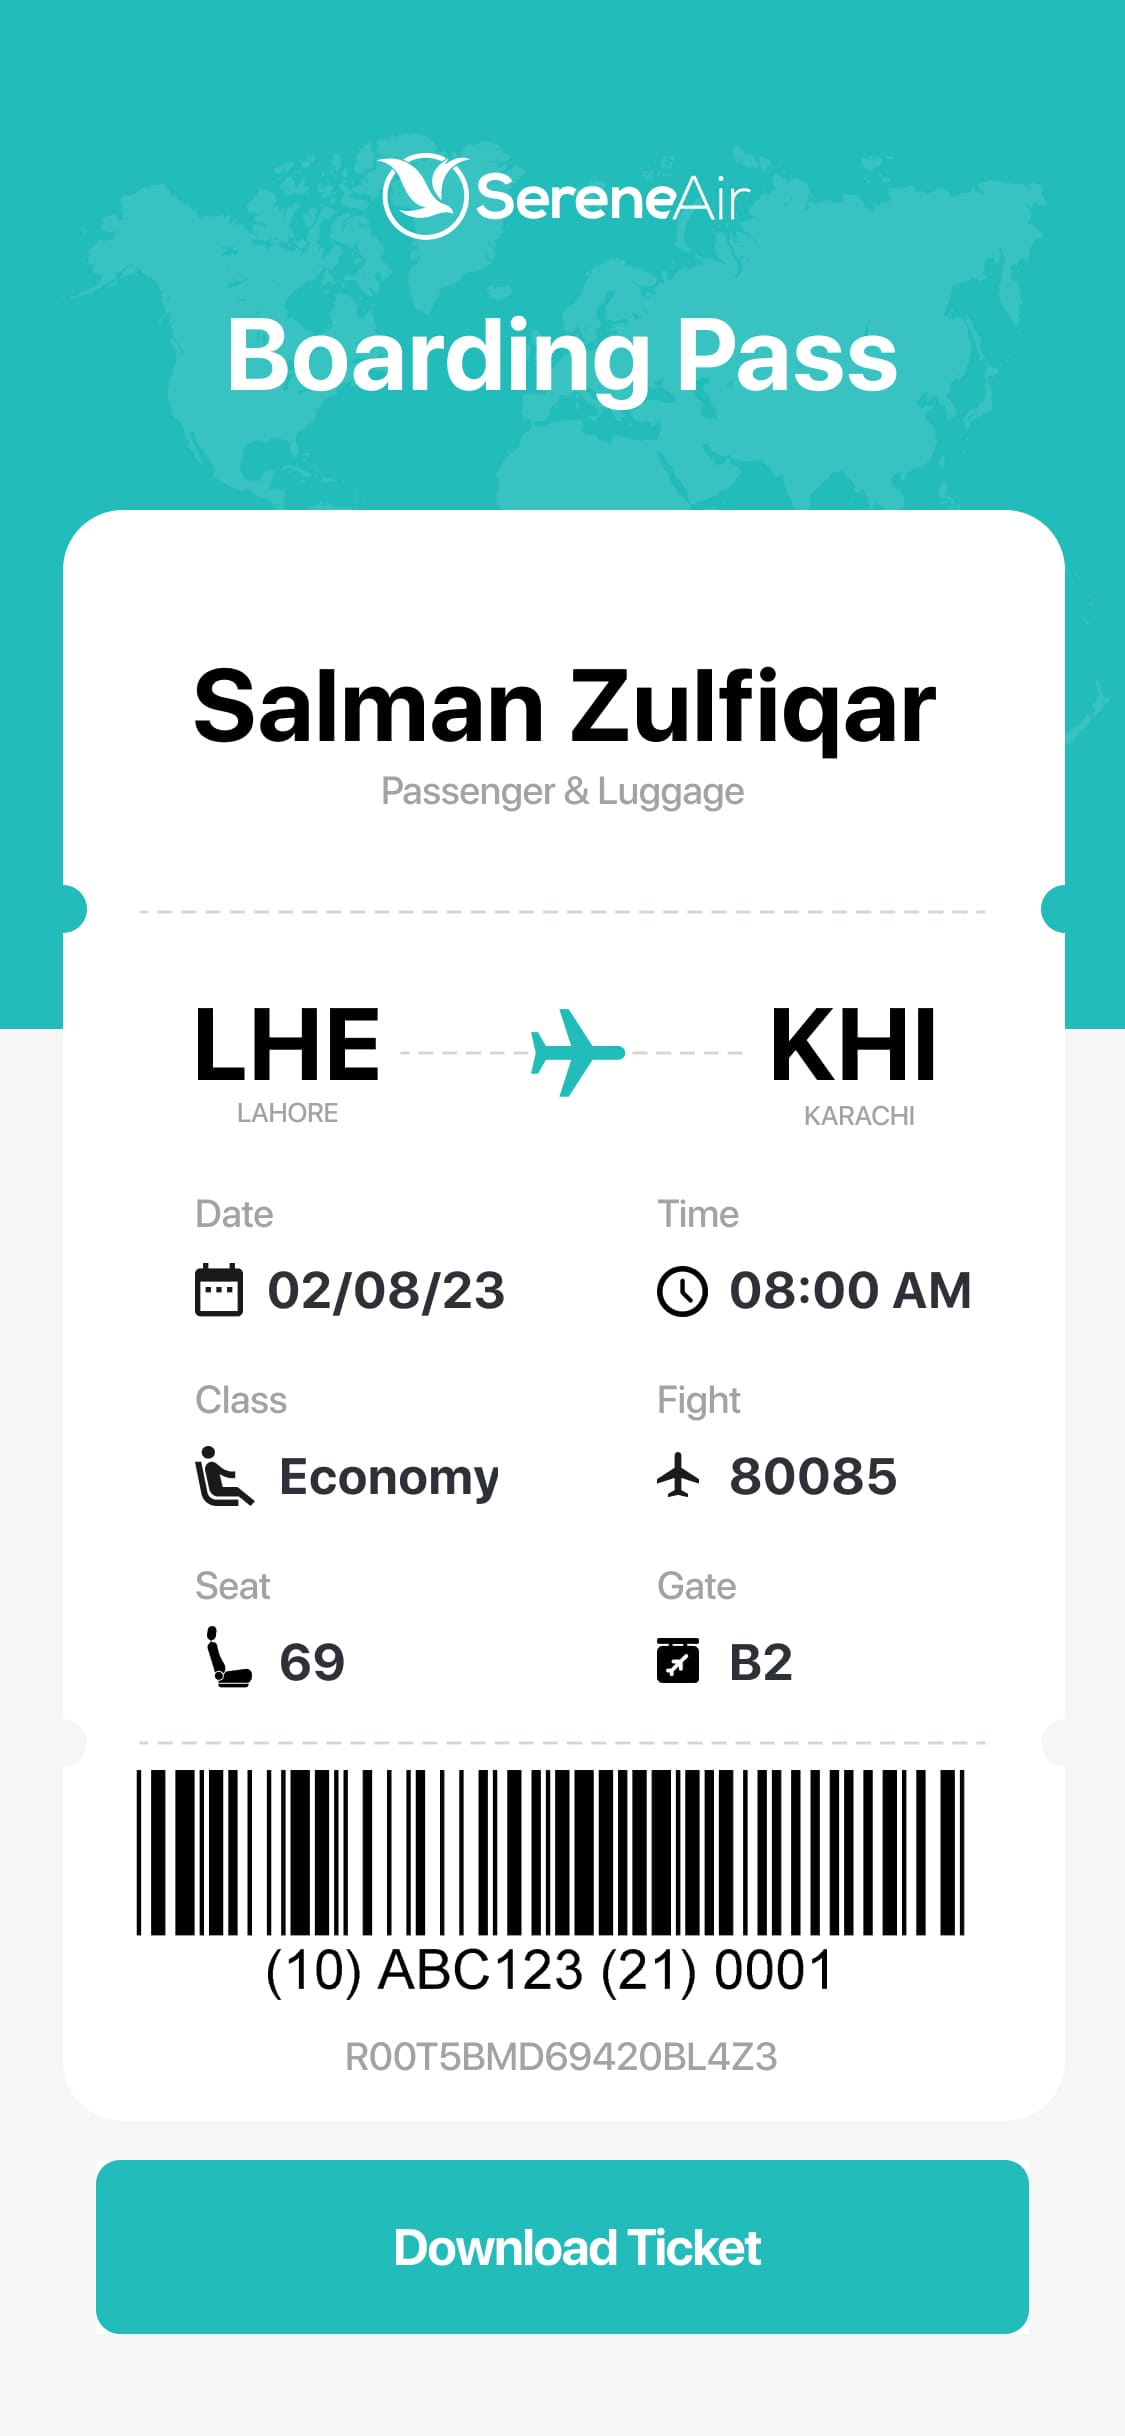 SereneAir
Boarding Pass
Salman Zulfiqar
Passenger & Luggage
LHE KHI
LAHORE KARACHI
Date Time
02/08/23 08:00 AM
Class Fight
Economy 80085
Seat Gate
69 B2
(10) ABC123 (21) 0001
R00T5BMD69420BL4Z3
Download Ticket